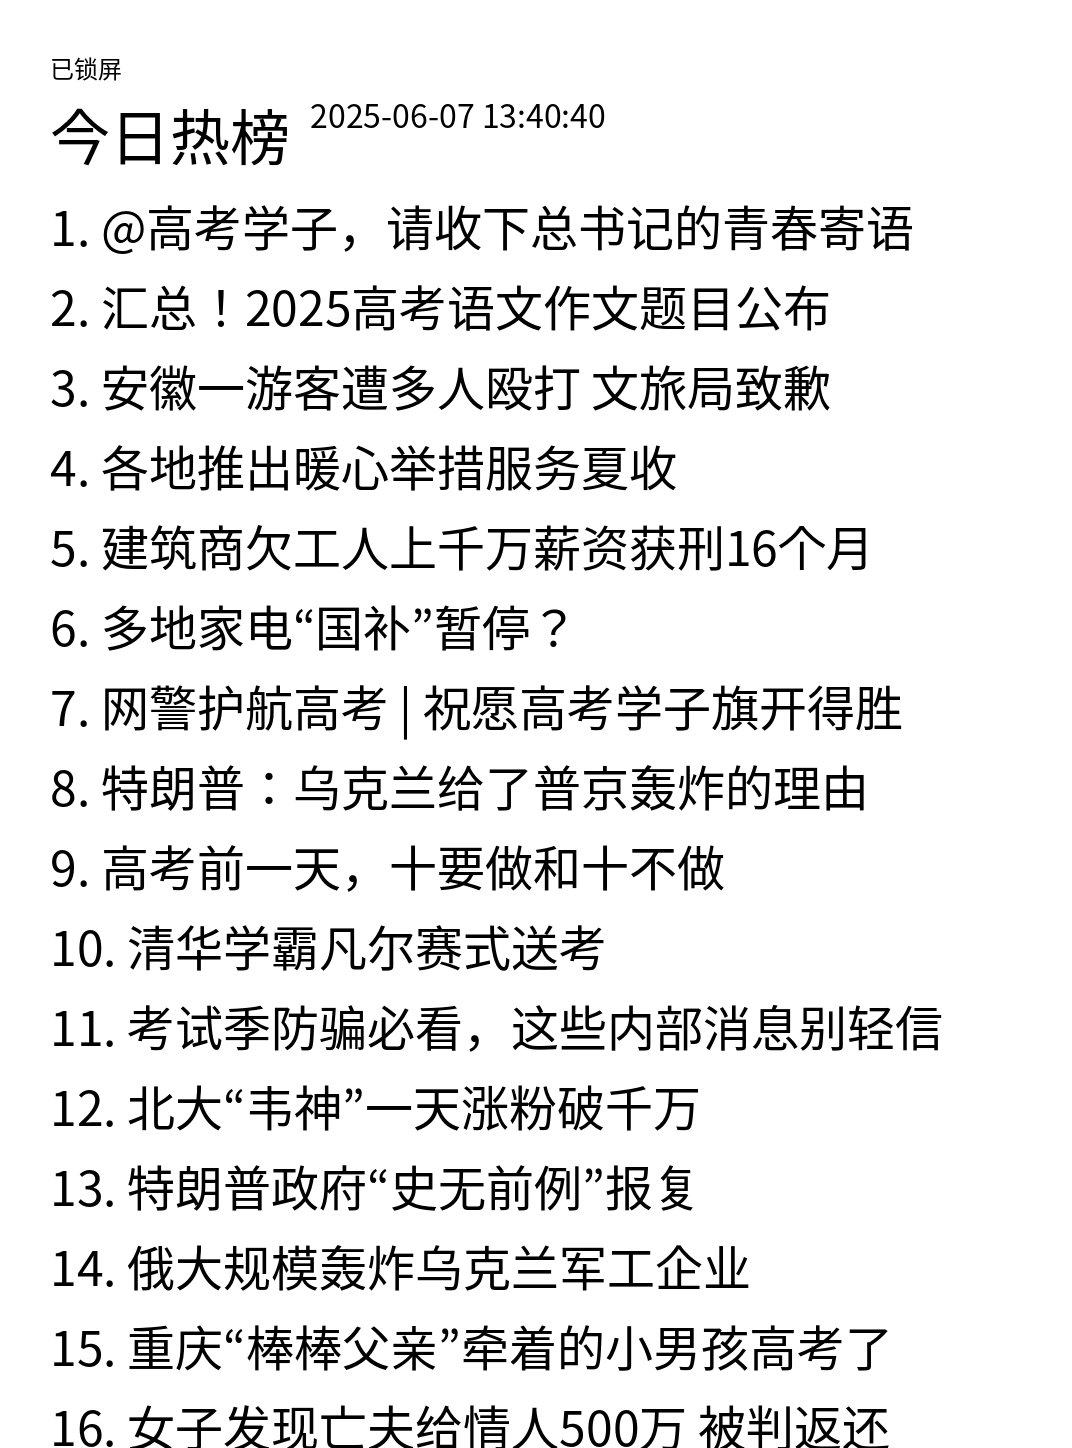 已锁屏
今日热榜 2025-06-07 13:40:40
1. @高考学子，请收下总书记的青春寄语
2. 汇总！2025高考语文作文题目公布
3. 安徽一游客遭多人殴打 文旅局致歉
4. 各地推出暖心举措服务夏收
5. 建筑商欠工人上千万薪资获刑16个月
6. 多地家电“国补”暂停？
7. 网警护航高考 | 祝愿高考学子旗开得胜
8. 特朗普：乌克兰给了普京轰炸的理由
9. 高考前一天，十要做和十不做
10. 清华学霸凡尔赛式送考
11. 考试季防骗必看，这些内部消息别轻信
12. 北大“韦神”一天涨粉破千万
13. 特朗普政府“史无前例”报复
14. 俄大规模轰炸乌克兰军工企业
15. 重庆“棒棒父亲”牵着的小男孩高考了
16. 女子发现亡夫给情人500万 被判返还